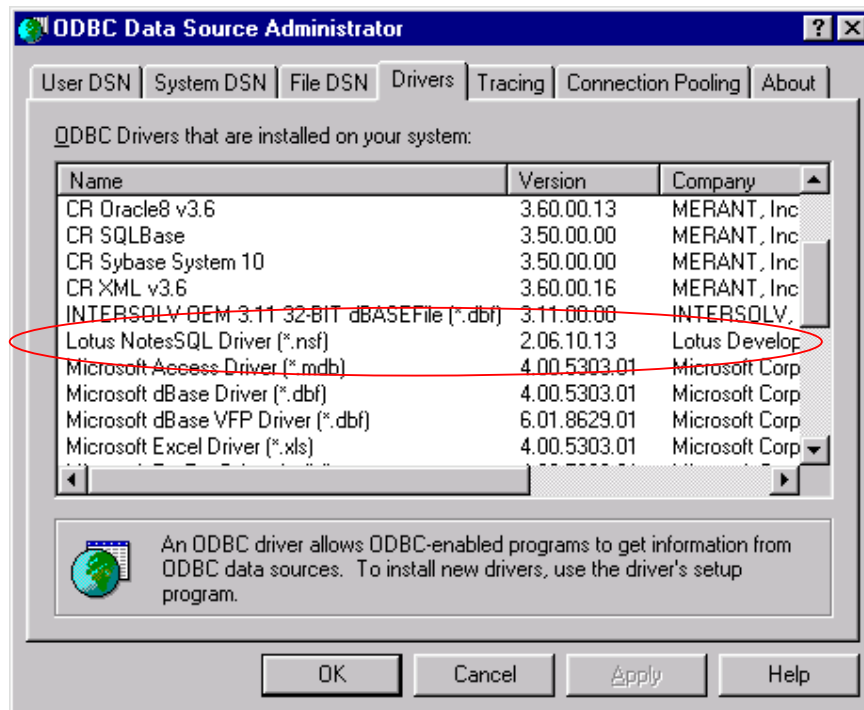 ODBC Data Source Administrator
User DSN System DSN File DSN Drivers Tracing Connection Pooling About
ODBC Drivers that are installed on your system:
Name Version Company
CR Oracle8 v3.6 3.60.00.13 MERANT, Inc
CR SQLBase 3.50.00.00 MERANT, Inc
CR Sybase System 10 3.50.00.00 MERANT, Inc
CR XML v3.6 3.60.00.16 MERANT, Inc
INTERSOLV OEM 3.11 32-BIT dBASEFile (*.dbf) 3.11.00.00 INTERSOLV,
Lotus NotesSQL Driver (*.nsf) 2.06.10.13 Lotus Develop
Microsoft Access Driver (*.mdb) 4.00.5303.01 Microsoft Corp
Microsoft dBase Driver (*.dbf) 4.00.5303.01 Microsoft Corp
Microsoft dBase VFP Driver (*.dbf) 6.01.8629.01 Microsoft Corp
Microsoft Excel Driver (*.xls) 4.00.5303.01 Microsoft Corp
An ODBC driver allows ODBC-enabled programs to get information from
ODBC data sources. To install new drivers, use the driver's setup
program.
OK Cancel Apply Help